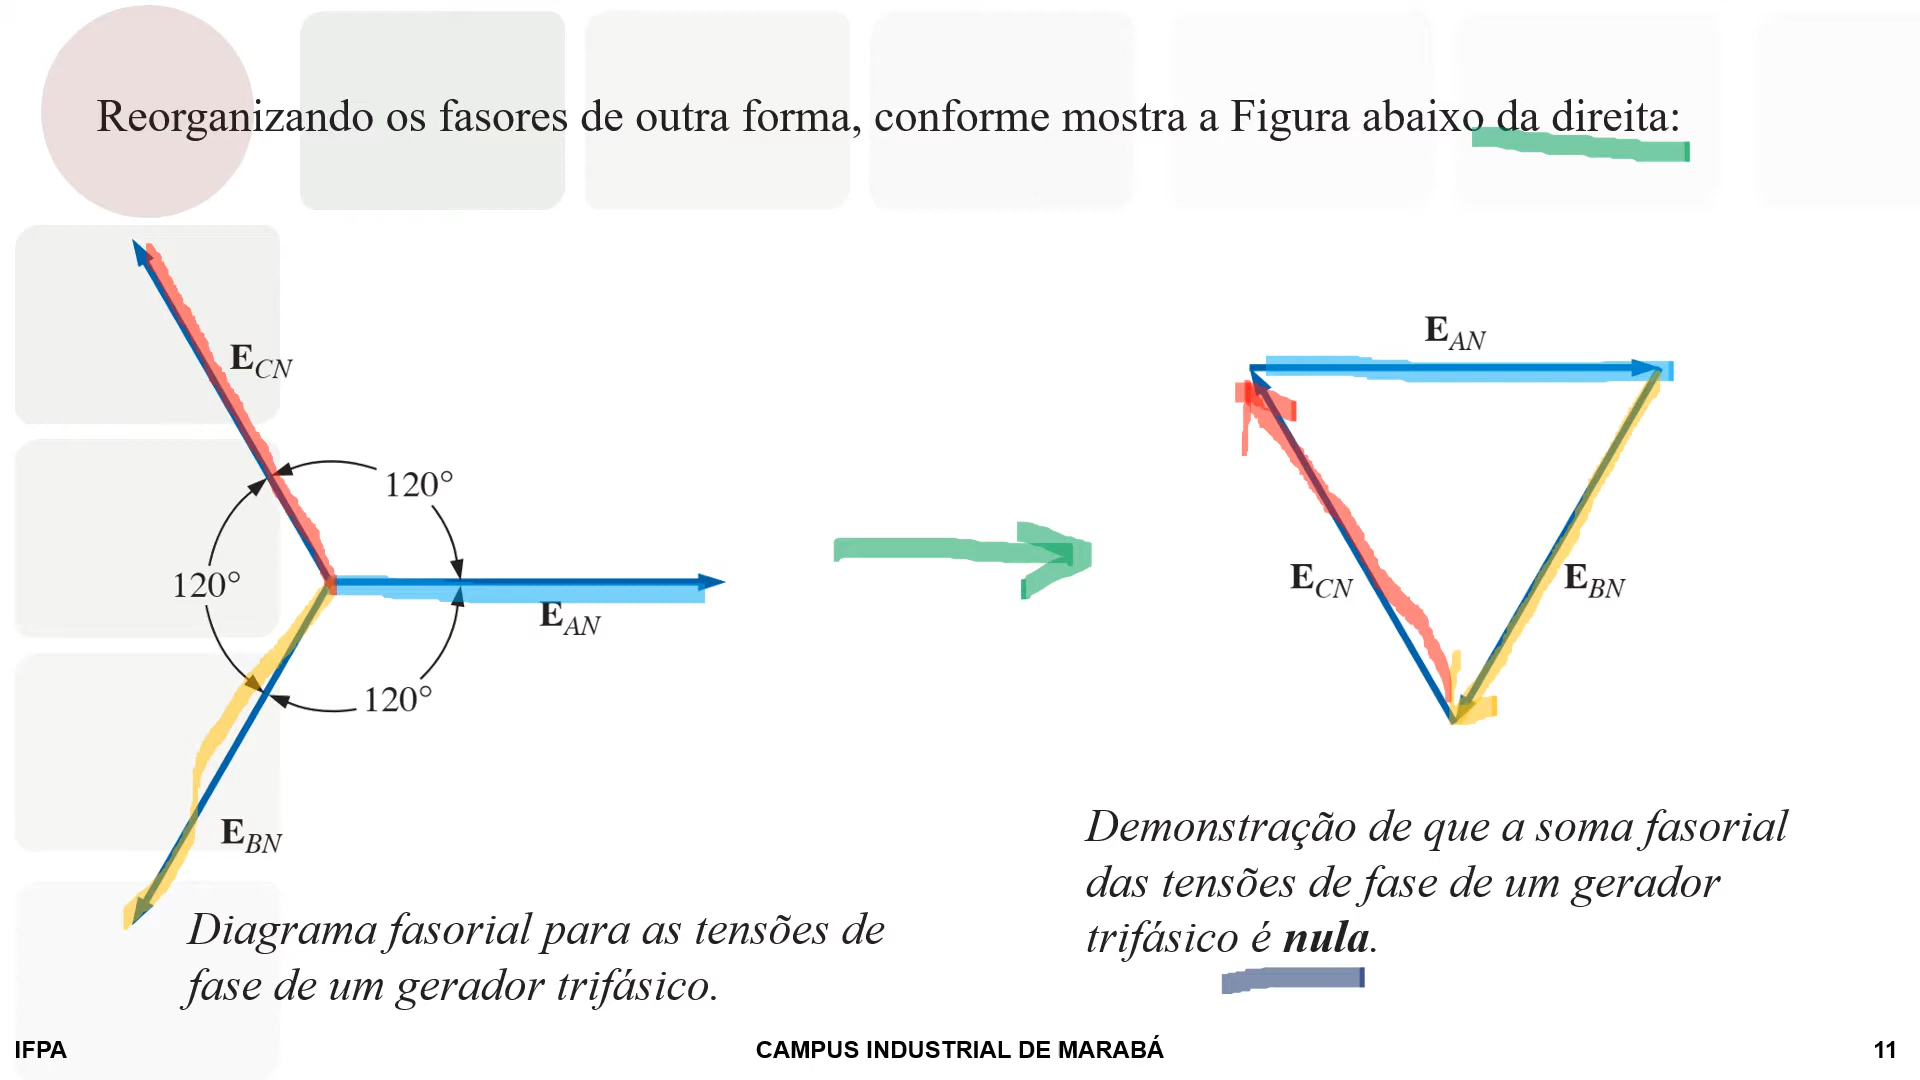 Reorganizando os fasores de outra forma, conforme mostra a Figura abaixo da direita:
E_CN
120°
120°
E_AN
120°
E_BN
Diagrama fasorial para as tensões de
fase de um gerador trifásico.
E_AN
E_CN
E_BN
Demonstração de que a soma fasorial
das tensões de fase de um gerador
trifásico é nula.
IFPA
CAMPUS INDUSTRIAL DE MARABÁ
11